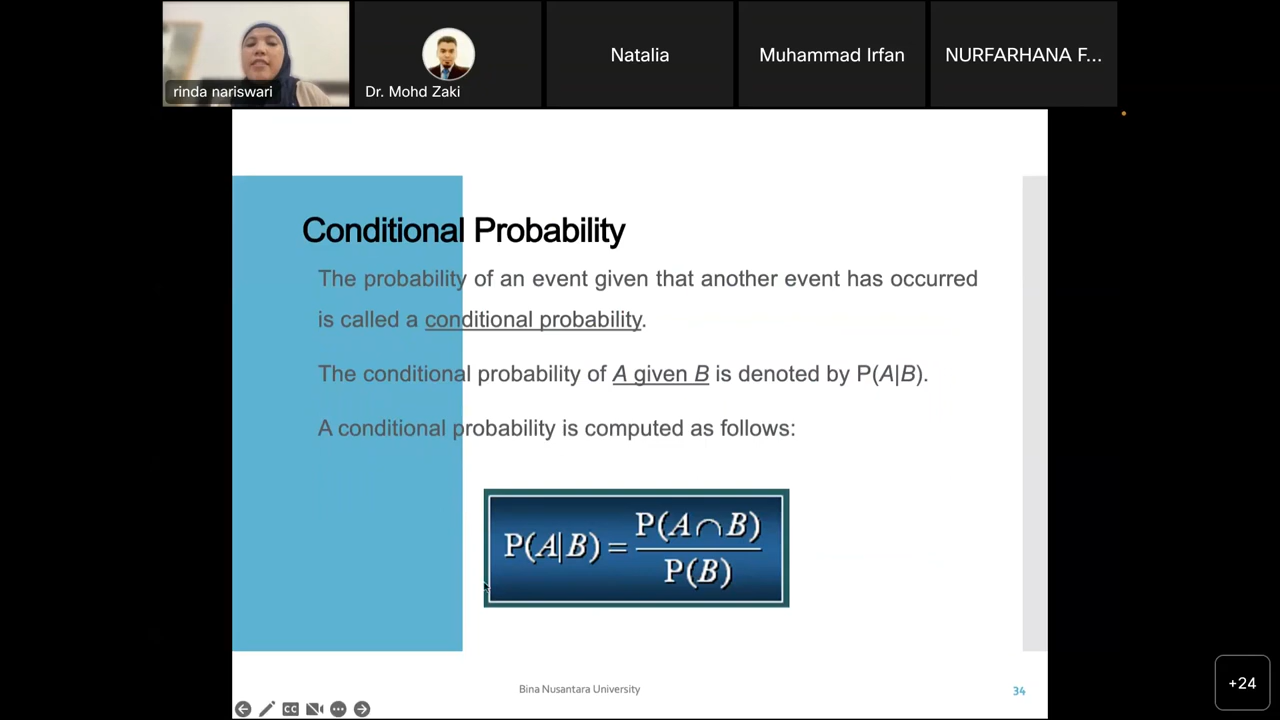 rinda nariswari
Dr. Mohd Zaki
Natalia
Muhammad Irfan
NURFARHANA F...
Conditional Probability
The probability of an event given that another event has occurred
is called a conditional probability.
The conditional probability of A given B is denoted by P(A|B).
A conditional probability is computed as follows:
P(A|B) = P(A∩B)
P(B)
Bina Nusantara University
34
CC
+24